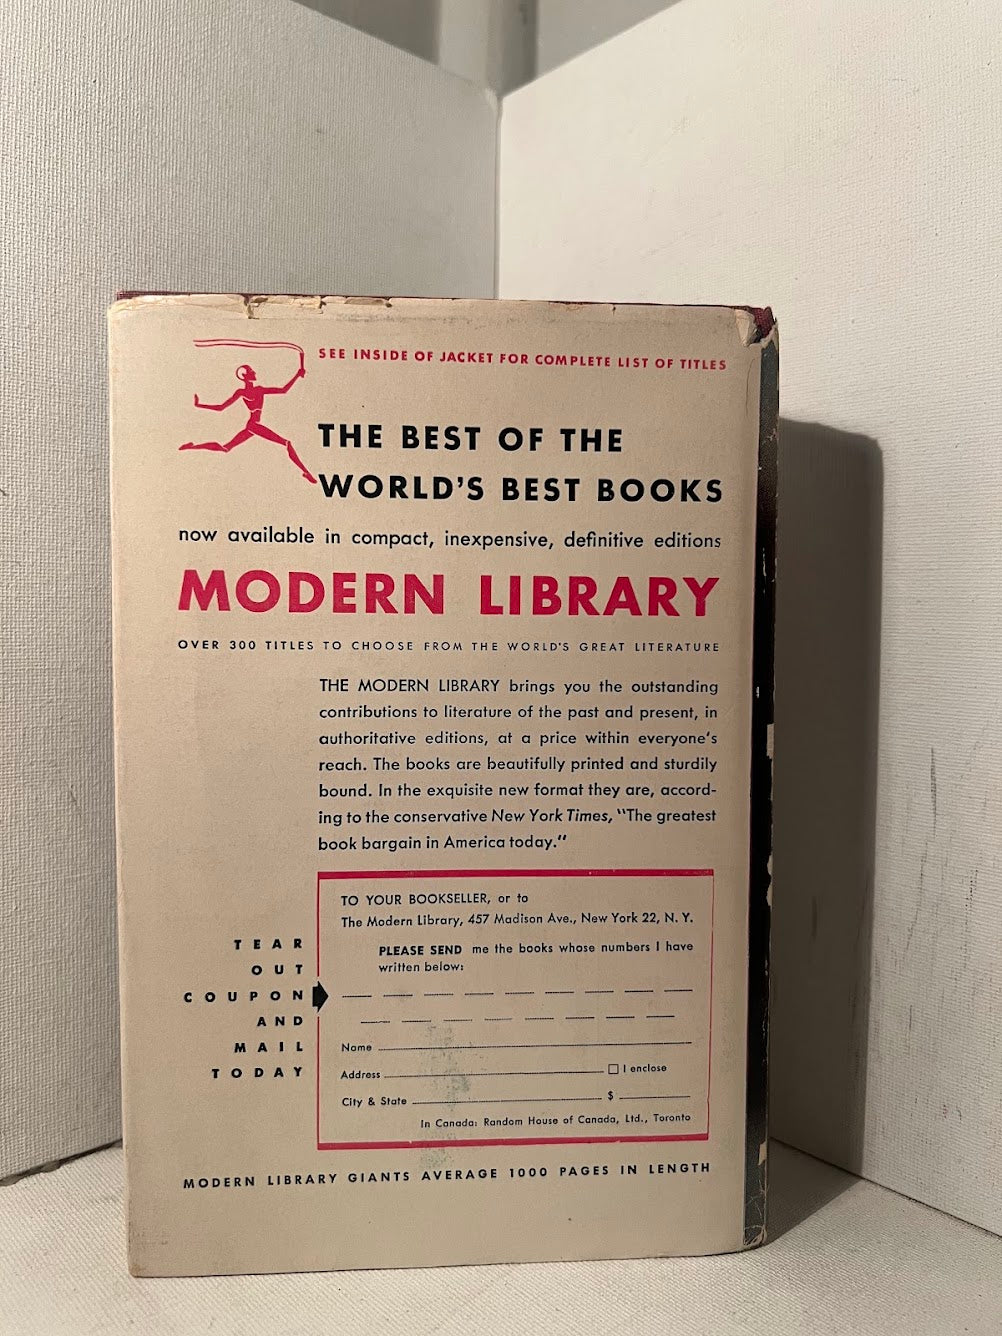 SEE INSIDE OF JACKET FOR COMPLETE LIST OF TITLES
THE BEST OF THE
WORLD'S BEST BOOKS
now available in compact, inexpensive, definitive editions
MODERN LIBRARY
OVER 300 TITLES TO CHOOSE FROM THE WORLD'S GREAT LITERATURE
THE MODERN LIBRARY brings you the outstanding
contributions to literature of the past and present, in
authoritative editions, at a price within everyone's
reach. The books are beautifully printed and sturdily
bound. In the exquisite new format they are, accord-
ing to the conservative New York Times, "The greatest
book bargain in America today."
TEAR
OUT
COUPON
AND
MAIL
TODAY
TO YOUR BOOKSELLER, or to
The Modern Library, 457 Madison Ave., New York 22, N. Y.
PLEASE SEND me the books whose numbers I have
written below:
Name
Address I enclose
City & State $
In Canada: Random House of Canada, Ltd., Toronto
MODERN LIBRARY GIANTS AVERAGE 1000 PAGES IN LENGTH